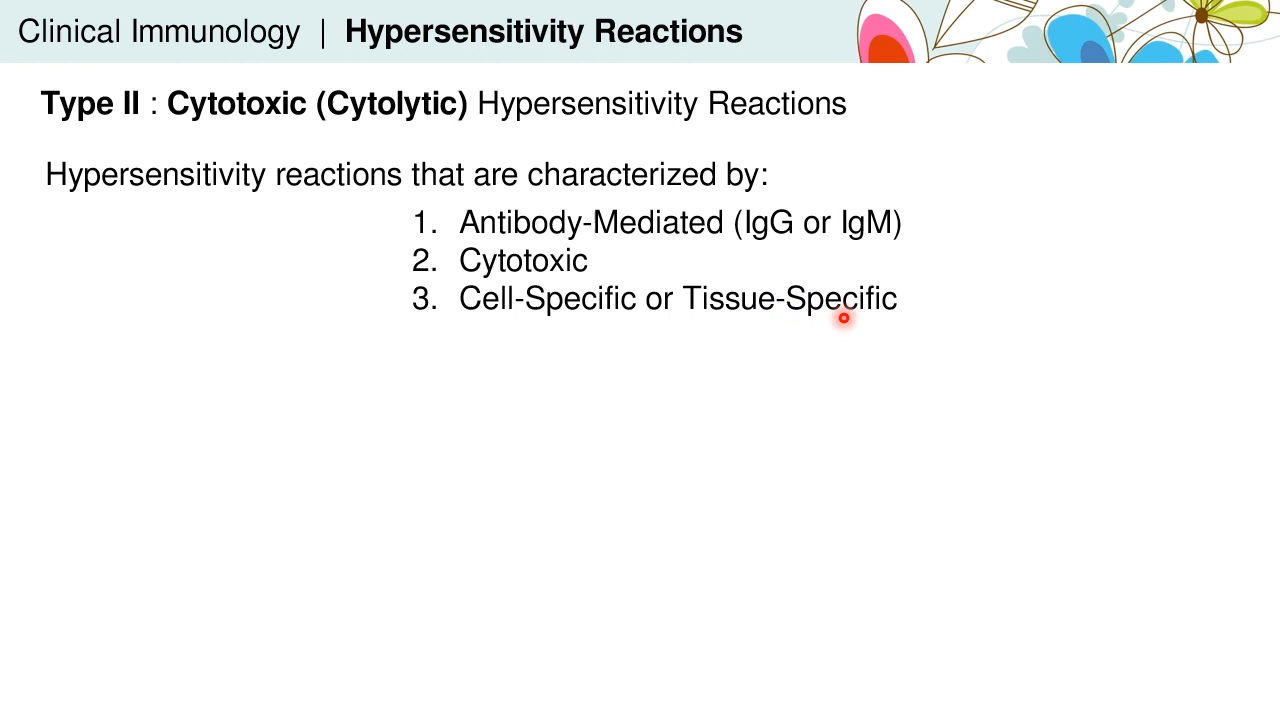 Clinical Immunology | Hypersensitivity Reactions
Type II : Cytotoxic (Cytolytic) Hypersensitivity Reactions
Hypersensitivity reactions that are characterized by:
1. Antibody-Mediated (IgG or IgM)
2. Cytotoxic
3. Cell-Specific or Tissue-Specific